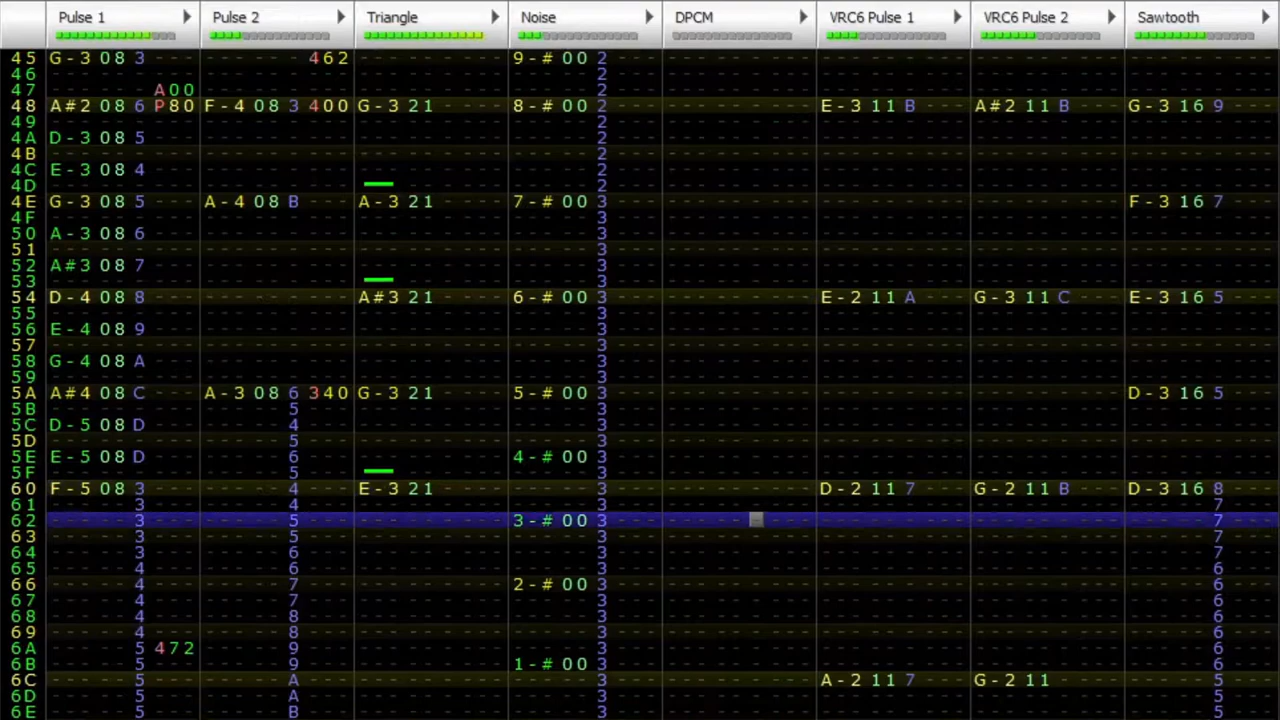 Pulse 1 Pulse 2 Triangle Noise DPCM VRC6 Pulse 1 VRC6 Pulse 2 Sawtooth
45 G-3 08 3 --- 462 9-# 00 2
46 2
47 A00 2
48 A#2 08 6 P80 F-4 08 3 400 G-3 21 8-# 00 2 E-3 11 B A#2 11 B G-3 16 9
49 2
4A D-3 08 5 2
4B 2
4C E-3 08 4 2
4D 2
4E G-3 08 5 A-4 08 B A-3 21 7-# 00 3 F-3 16 7
4F 3
50 A-3 08 6 3
51 3
52 A#3 08 7 3
53 3
54 D-4 08 8 A#3 21 6-# 00 3 E-2 11 A G-3 11 C E-3 16 5
55 3
56 E-4 08 9 3
57 3
58 G-4 08 A 3
59 3
5A A#4 08 C A-3 08 6 340 G-3 21 5-# 00 3 D-3 16 5
5B 5 3
5C D-5 08 D 4 3
5D 5 3
5E E-5 08 D 6 4-# 00 3
5F 5 3
60 F-5 08 3 4 E-3 21 3 D-2 11 7 G-2 11 B D-3 16 8
61 3 4 3 7
62 3 5 3-# 00 3 7
63 3 5 3 7
64 3 6 3 7
65 3 6 3 6
66 4 7 2-# 00 3 6
67 4 7 3 6
68 4 8 3 6
69 4 8 3 6
6A 5 472 9 3 6
6B 5 9 1-# 00 3 6
6C 5 A 3 A-2 11 7 G-2 11 5
6D 5 A 3 5
6E 5 B 3 5